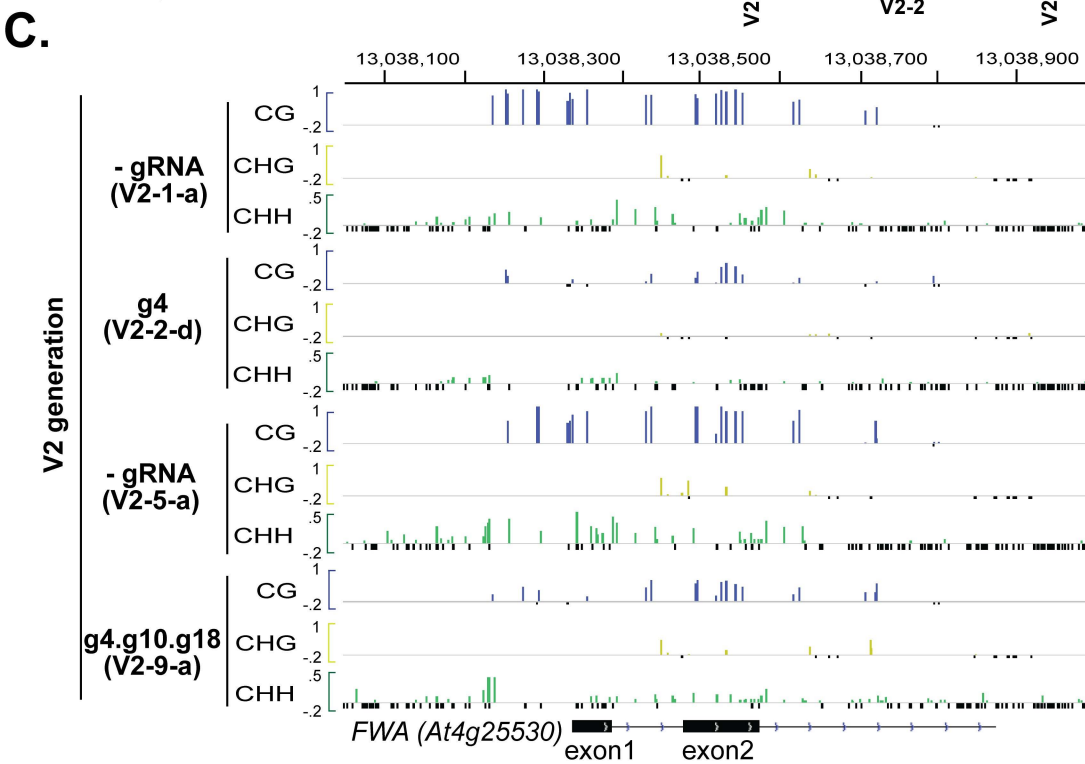 C.
V2
V2-2
V2
13,038,100 13,038,300 13,038,500 13,038,700 13,038,900
V2 generation
- gRNA
(V2-1-a)
CG 1 -.2
CHG 1 -.2
CHH .5 -.2
g4
(V2-2-d)
CG 1 -.2
CHG 1 -.2
CHH .5 -.2
- gRNA
(V2-5-a)
CG 1 -.2
CHG 1 -.2
CHH .5 -.2
g4.g10.g18
(V2-9-a)
CG 1 -.2
CHG 1 -.2
CHH .5 -.2
FWA (At4g25530)
exon1 exon2